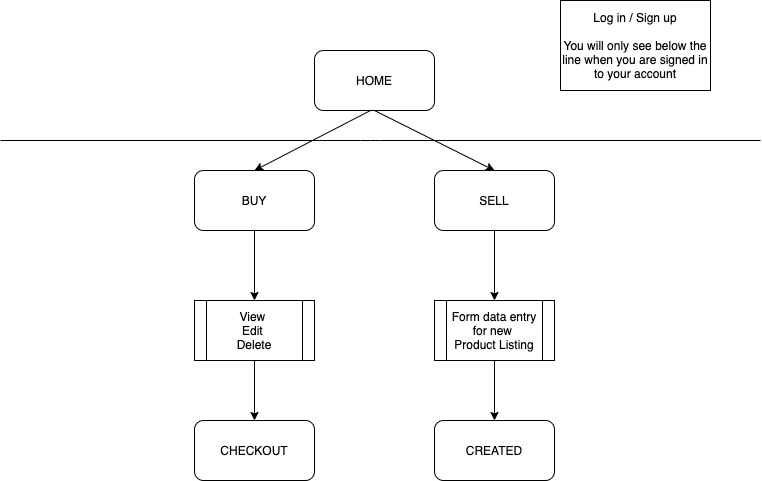 Log in / Sign up
You will only see below the
line when you are signed in
to your account
HOME
BUY
SELL
View
Edit
Delete
Form data entry
for new
Product Listing
CHECKOUT
CREATED